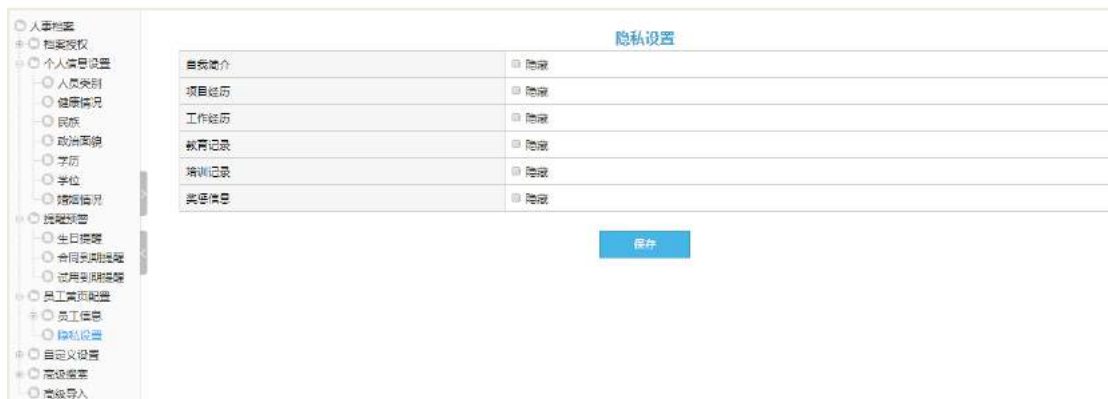 人事档案
档案授权
个人信息设置
人员类别
健康情况
民族
政治面貌
学历
学位
婚姻情况
提醒预警
生日提醒
合同到期提醒
试用到期提醒
员工首页配置
员工信息
隐私设置
自定义设置
高级搜索
高级导入
隐私设置
自我简介 隐藏
项目经历 隐藏
工作经历 隐藏
教育记录 隐藏
培训记录 隐藏
奖惩信息 隐藏
保存